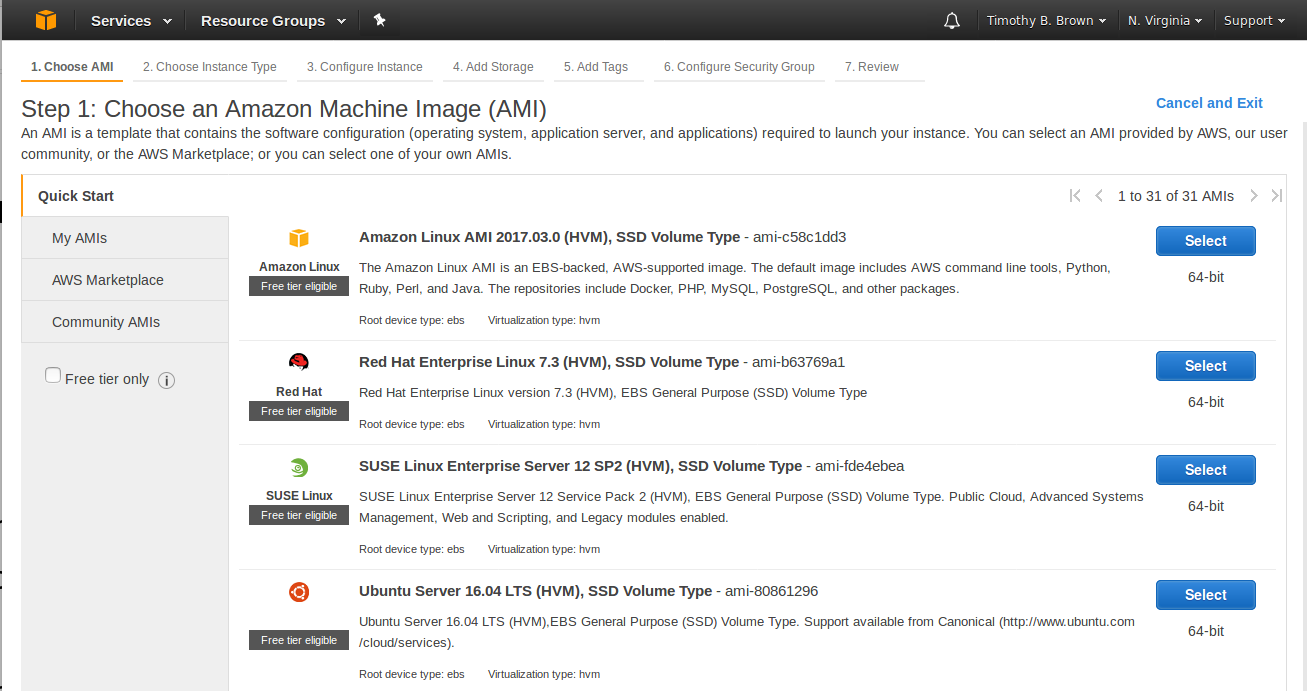 Services Resource Groups Timothy B. Brown N. Virginia Support
1. Choose AMI 2. Choose Instance Type 3. Configure Instance 4. Add Storage 5. Add Tags 6. Configure Security Group 7. Review
Step 1: Choose an Amazon Machine Image (AMI)
Cancel and Exit
An AMI is a template that contains the software configuration (operating system, application server, and applications) required to launch your instance. You can select an AMI provided by AWS, our user
community, or the AWS Marketplace; or you can select one of your own AMIs.
Quick Start
My AMIs
AWS Marketplace
Community AMIs
Free tier only
1 to 31 of 31 AMIs
Amazon Linux
Free tier eligible
Amazon Linux AMI 2017.03.0 (HVM), SSD Volume Type - ami-c58c1dd3
The Amazon Linux AMI is an EBS-backed, AWS-supported image. The default image includes AWS command line tools, Python,
Ruby, Perl, and Java. The repositories include Docker, PHP, MySQL, PostgreSQL, and other packages.
Root device type: ebs Virtualization type: hvm
Select
64-bit
Red Hat
Free tier eligible
Red Hat Enterprise Linux 7.3 (HVM), SSD Volume Type - ami-b63769a1
Red Hat Enterprise Linux version 7.3 (HVM), EBS General Purpose (SSD) Volume Type
Root device type: ebs Virtualization type: hvm
Select
64-bit
SUSE Linux
Free tier eligible
SUSE Linux Enterprise Server 12 SP2 (HVM), SSD Volume Type - ami-fde4ebea
SUSE Linux Enterprise Server 12 Service Pack 2 (HVM), EBS General Purpose (SSD) Volume Type. Public Cloud, Advanced Systems
Management, Web and Scripting, and Legacy modules enabled.
Root device type: ebs Virtualization type: hvm
Select
64-bit
Free tier eligible
Ubuntu Server 16.04 LTS (HVM), SSD Volume Type - ami-80861296
Ubuntu Server 16.04 LTS (HVM),EBS General Purpose (SSD) Volume Type. Support available from Canonical (http://www.ubuntu.com
/cloud/services).
Root device type: ebs Virtualization type: hvm
Select
64-bit